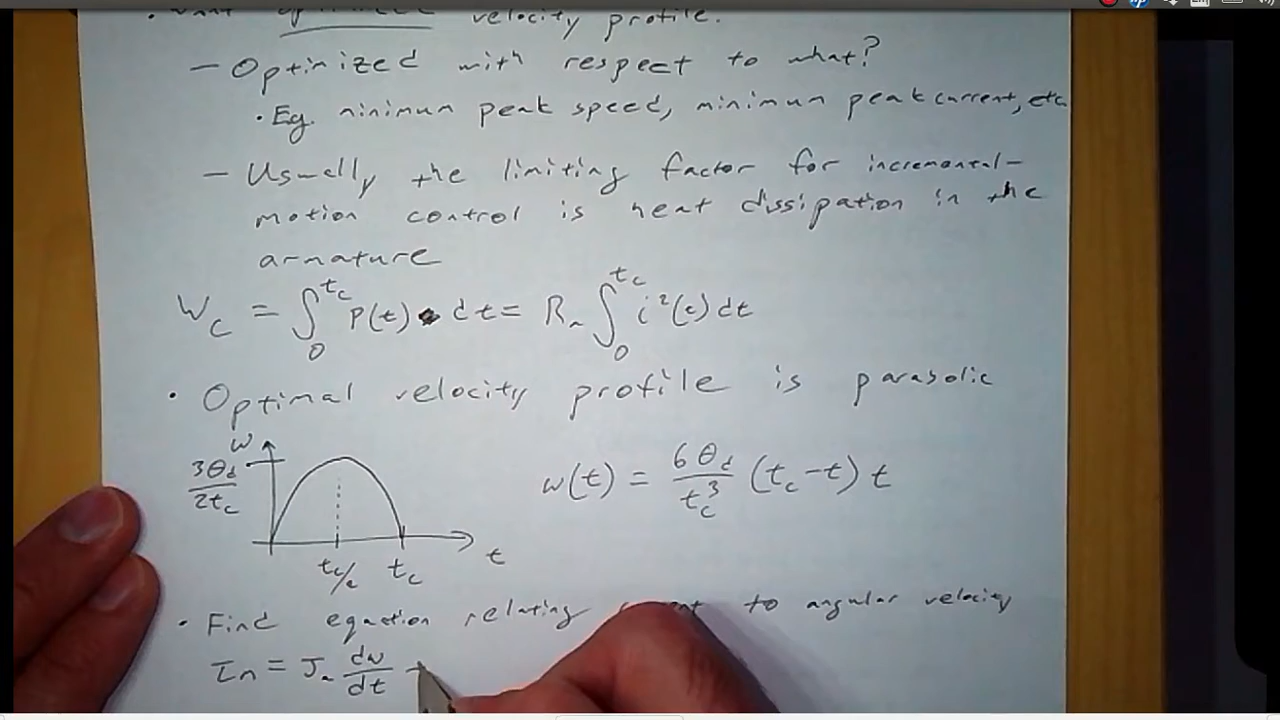 optimized velocity profile.
— Optimized with respect to what?
• Eg. minimum peak speed, minimum peak current, etc
— Usually the limiting factor for incremental-
motion control is heat dissipation in the
armature
W_c = ∫_0^{t_c} P(t) dt = R_a ∫_0^{t_c} i²(t) dt
• Optimal velocity profile is parabolic
ω
3θ_d / 2t_c
t_c/2 t_c t
ω(t) = 6θ_d / t_c³ (t_c - t) t
• Find equation relating to angular velocity
τ_m = J_a dω/dt +